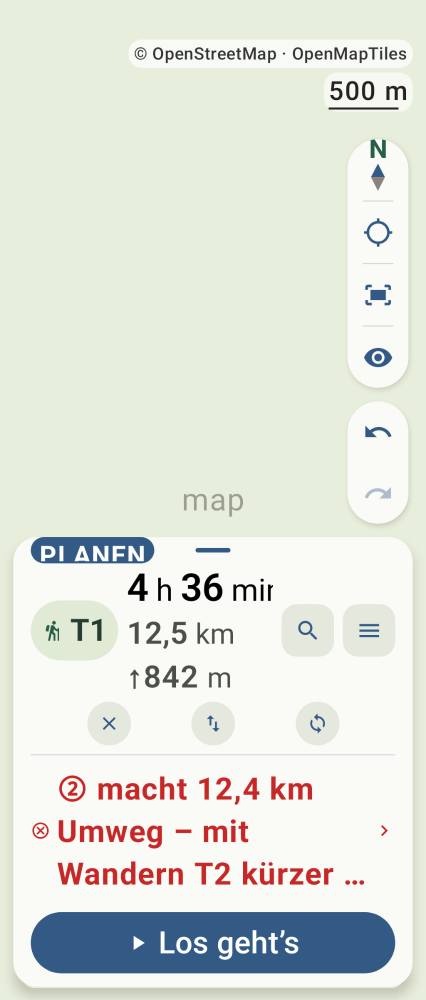 © OpenStreetMap · OpenMapTiles
500 m
N
map
PLANEN
4 h 36 min
T1
12,5 km
↑842 m
② macht 12,4 km
Umweg – mit
Wandern T2 kürzer ...
Los geht’s